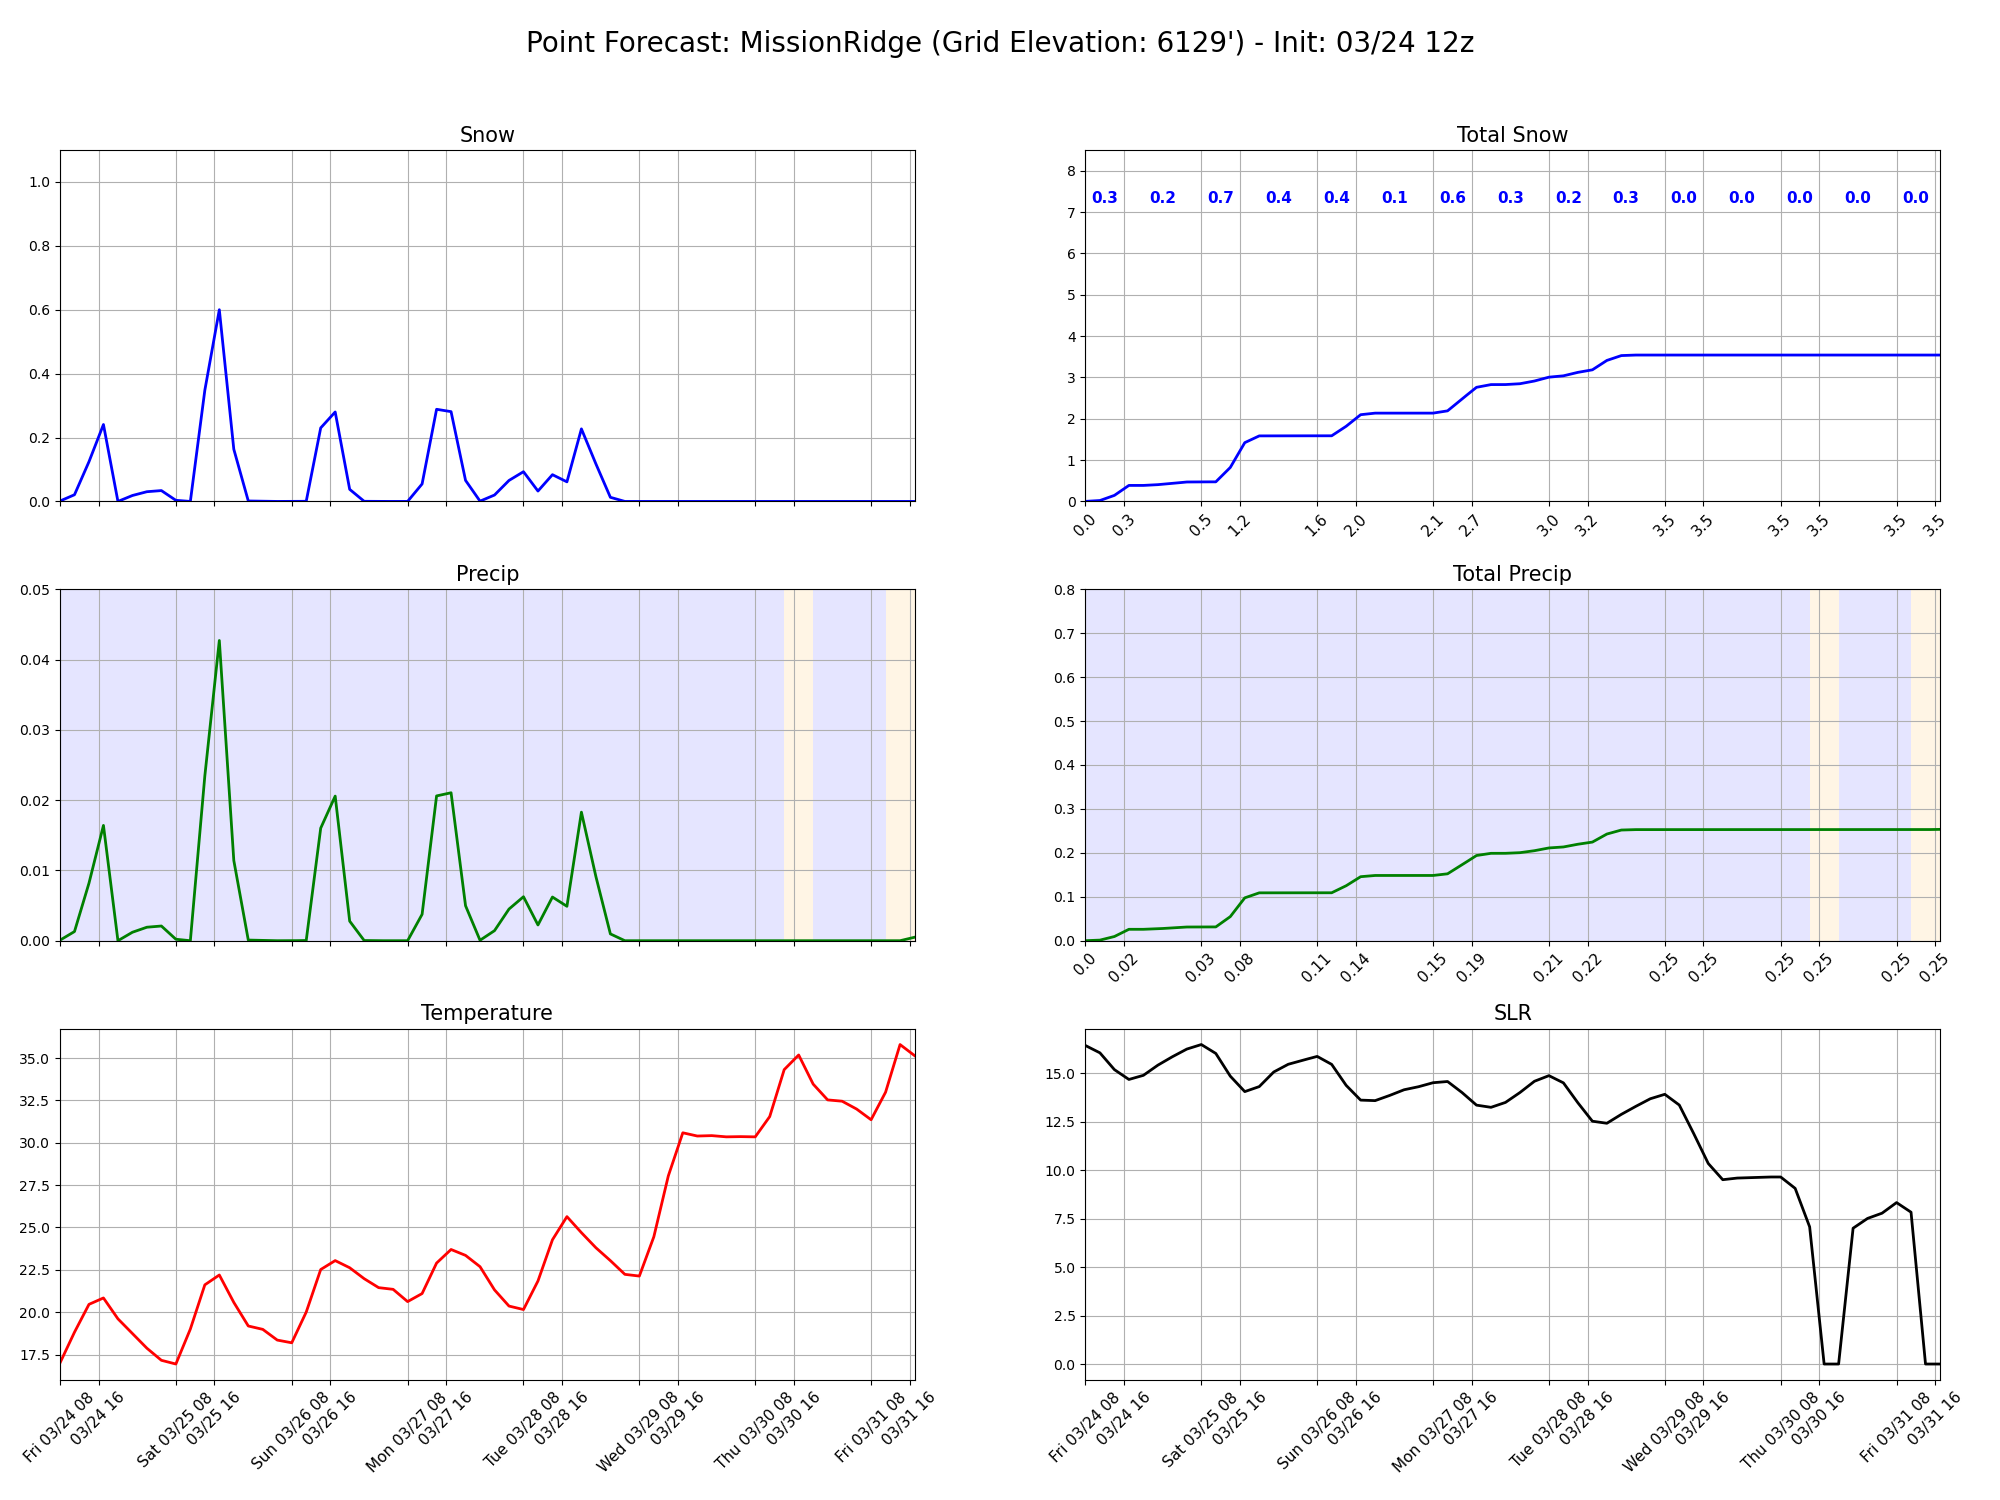 Point Forecast: MissionRidge (Grid Elevation: 6129') - Init: 03/24 12z
Snow
1.0
0.8
0.6
0.4
0.2
0.0
Total Snow
8
7
6
5
4
3
2
1
0
0.3 0.2 0.7 0.4 0.4 0.1 0.6 0.3 0.2 0.3 0.0 0.0 0.0 0.0 0.0
0.0 0.3 0.5 1.2 1.6 2.0 2.1 2.7 3.0 3.2 3.5 3.5 3.5 3.5 3.5 3.5
Precip
0.05
0.04
0.03
0.02
0.01
0.00
Total Precip
0.8
0.7
0.6
0.5
0.4
0.3
0.2
0.1
0.0
0.0 0.02 0.03 0.08 0.11 0.14 0.15 0.19 0.21 0.22 0.25 0.25 0.25 0.25 0.25 0.25
Temperature
35.0
32.5
30.0
27.5
25.0
22.5
20.0
17.5
Fri 03/24 08
03/24 16
Sat 03/25 08
03/25 16
Sun 03/26 08
03/26 16
Mon 03/27 08
03/27 16
Tue 03/28 08
03/28 16
Wed 03/29 08
03/29 16
Thu 03/30 08
03/30 16
Fri 03/31 08
03/31 16
SLR
15.0
12.5
10.0
7.5
5.0
2.5
0.0
Fri 03/24 08
03/24 16
Sat 03/25 08
03/25 16
Sun 03/26 08
03/26 16
Mon 03/27 08
03/27 16
Tue 03/28 08
03/28 16
Wed 03/29 08
03/29 16
Thu 03/30 08
03/30 16
Fri 03/31 08
03/31 16